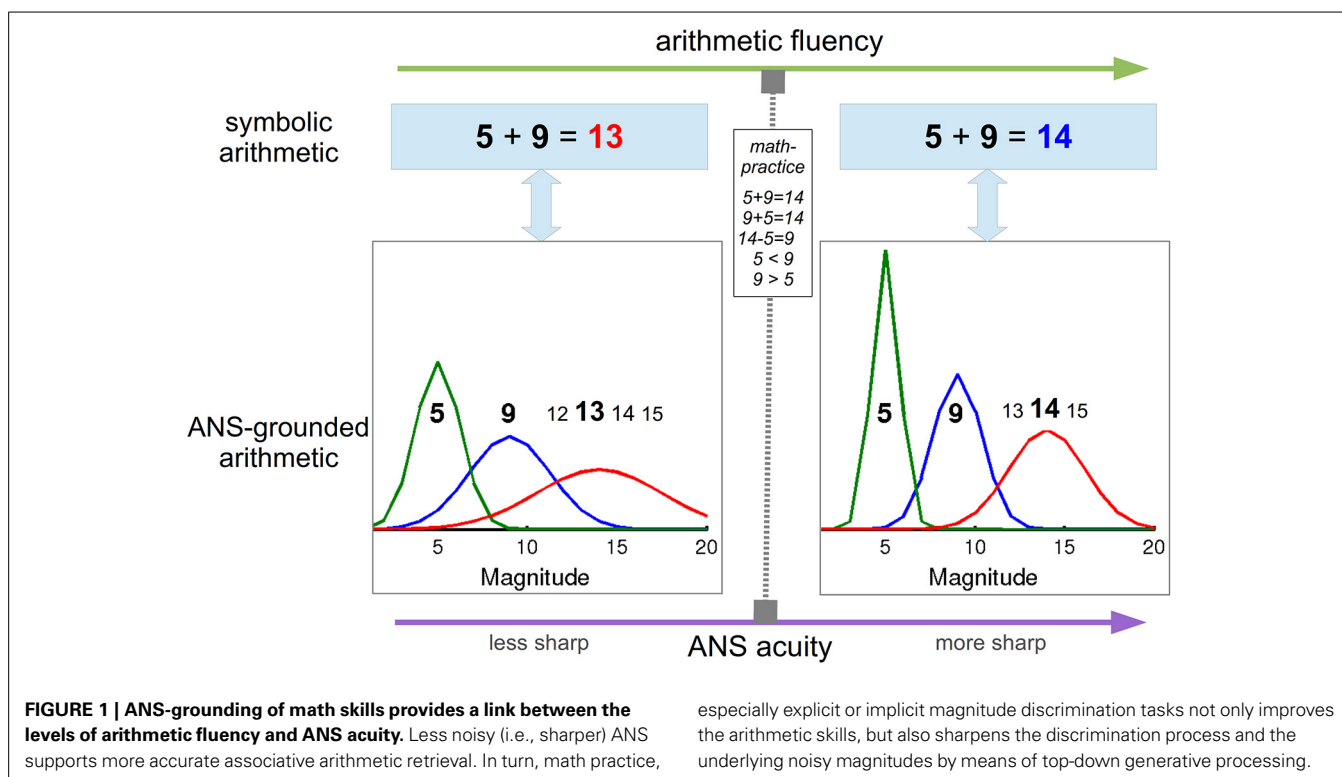 arithmetic fluency
symbolic
arithmetic
5 + 9 = 13
math-
practice
5+9=14
9+5=14
14-5=9
5 < 9
9 > 5
5 + 9 = 14
ANS-grounded
arithmetic
5 9 12 13 14 15
5 10 15 20
Magnitude
5 9 13 14 15
5 10 15 20
Magnitude
less sharp
ANS acuity
more sharp
FIGURE 1 | ANS-grounding of math skills provides a link between the
levels of arithmetic fluency and ANS acuity. Less noisy (i.e., sharper) ANS
supports more accurate associative arithmetic retrieval. In turn, math practice,
especially explicit or implicit magnitude discrimination tasks not only improves
the arithmetic skills, but also sharpens the discrimination process and the
underlying noisy magnitudes by means of top-down generative processing.